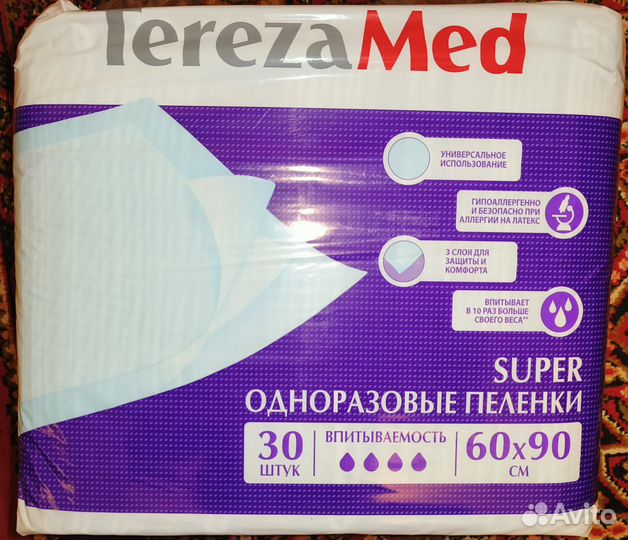 TerezaMed
УНИВЕРСАЛЬНОЕ
ИСПОЛЬЗОВАНИЕ
ГИПОАЛЛЕРГЕННО
И БЕЗОПАСНО ПРИ
АЛЛЕРГИИ НА ЛАТЕКС
3 СЛОЯ ДЛЯ
ЗАЩИТЫ И
КОМФОРТА
ВПИТЫВАЕТ
В 10 РАЗ БОЛЬШЕ
СВОЕГО ВЕСА**
SUPER
ОДНОРАЗОВЫЕ ПЕЛЕНКИ
30
ШТУК
ВПИТЫВАЕМОСТЬ
60х90
СМ
Avito